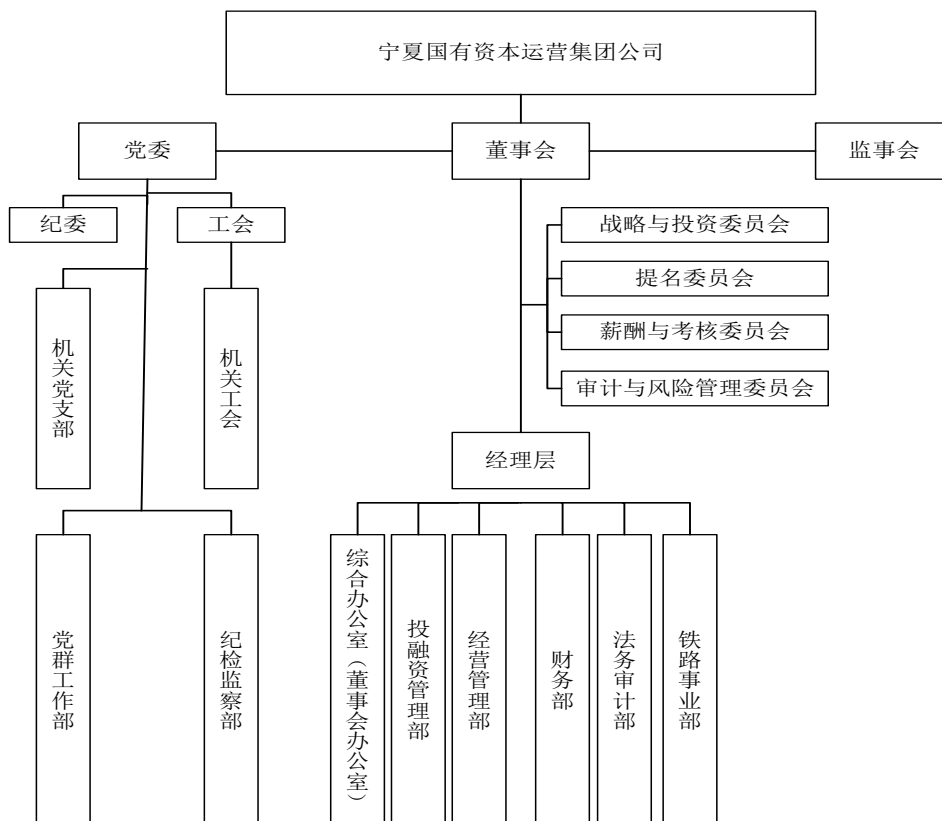 宁夏国有资本运营集团公司
党委
董事会
监事会
纪委
工会
战略与投资委员会
提名委员会
薪酬与考核委员会
审计与风险管理委员会
机关党支部
机关工会
经理层
党群工作部
纪检监察部
综合办公室（董事会办公室）
投融资管理部
经营管理部
财务部
法务审计部
铁路事业部